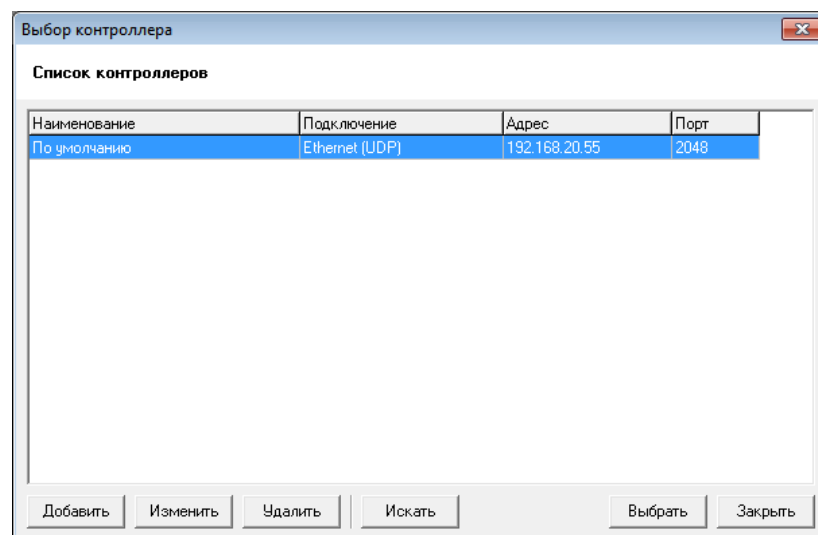 Выбор контроллера
Список контроллеров
Наименование Подключение Адрес Порт
По умолчанию Ethernet (UDP) 192.168.20.55 2048
Добавить Изменить Удалить Искать Выбрать Закрыть